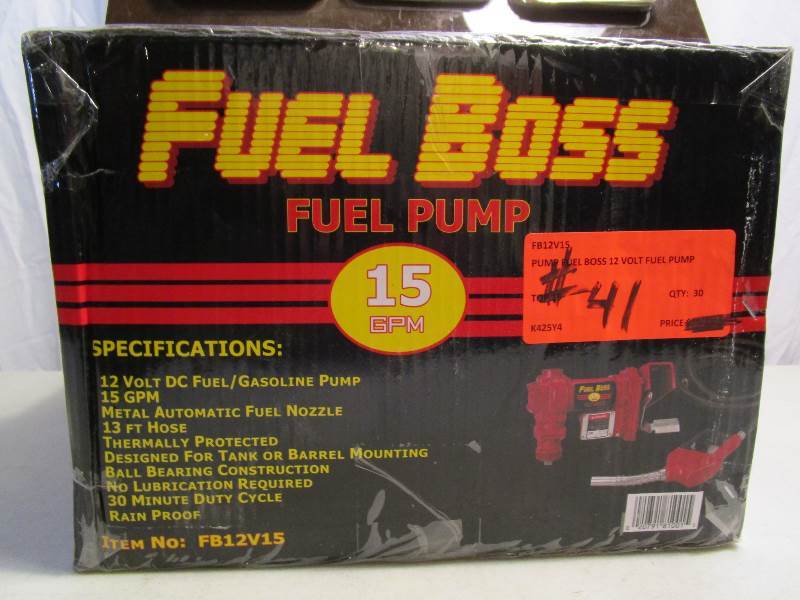 FUEL BOSS
FUEL PUMP
15
GPM
FB12V15
PUMP FUEL BOSS 12 VOLT FUEL PUMP
QTY: 30
K425Y4
PRICE
#41
SPECIFICATIONS:
12 VOLT DC FUEL/GASOLINE PUMP
15 GPM
METAL AUTOMATIC FUEL NOZZLE
13 FT HOSE
THERMALLY PROTECTED
DESIGNED FOR TANK OR BARREL MOUNTING
BALL BEARING CONSTRUCTION
NO LUBRICATION REQUIRED
30 MINUTE DUTY CYCLE
RAIN PROOF
ITEM NO: FB12V15
FUEL BOSS